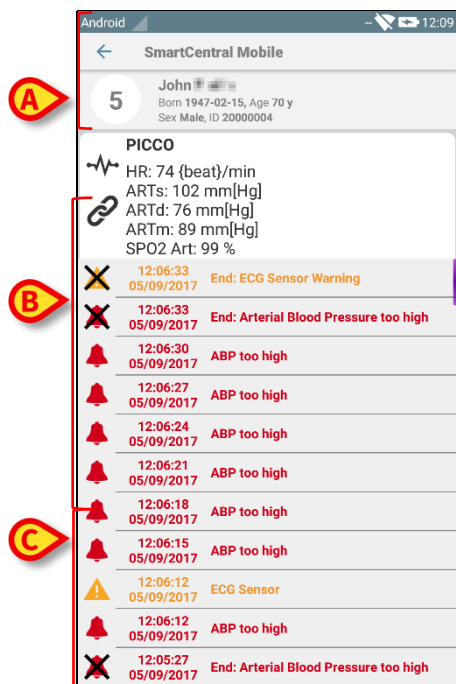 Android 12:09
SmartCentral Mobile
A
5
John
Born 1947-02-15, Age 70 y
Sex Male, ID 20000004
PICCO
HR: 74 {beat}/min
ARTs: 102 mm[Hg]
ARTd: 76 mm[Hg]
ARTm: 89 mm[Hg]
SPO2 Art: 99 %
B
12:06:33
05/09/2017 End: ECG Sensor Warning
12:06:33
05/09/2017 End: Arterial Blood Pressure too high
12:06:30
05/09/2017 ABP too high
12:06:27
05/09/2017 ABP too high
12:06:24
05/09/2017 ABP too high
12:06:21
05/09/2017 ABP too high
12:06:18
05/09/2017 ABP too high
C
12:06:15
05/09/2017 ABP too high
12:06:12
05/09/2017 ECG Sensor
12:06:12
05/09/2017 ABP too high
12:05:27
05/09/2017 End: Arterial Blood Pressure too high